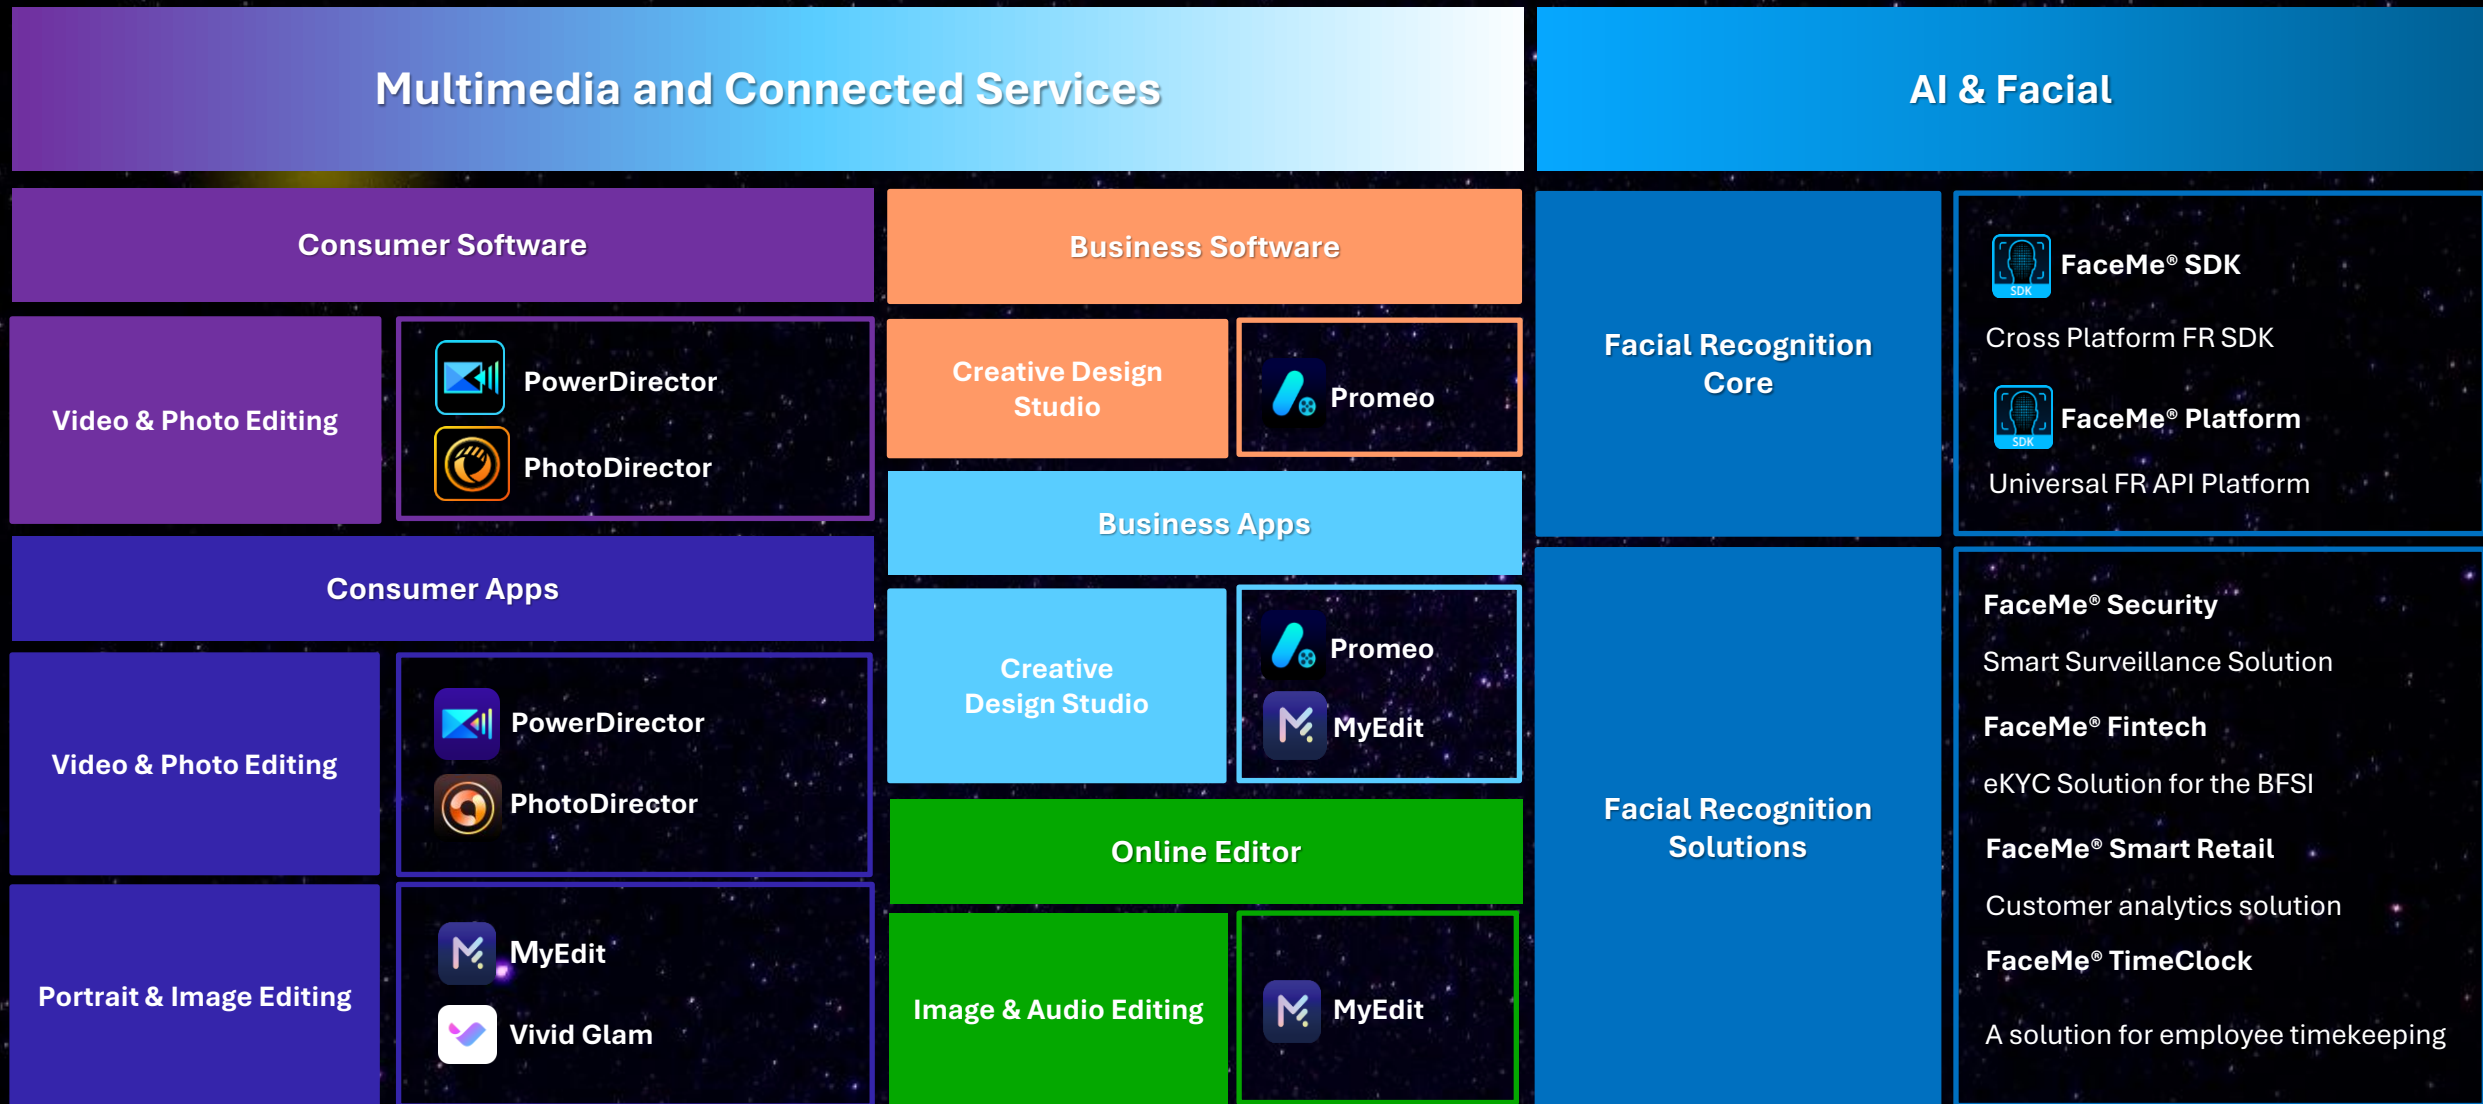 Multimedia and Connected Services
Consumer Software
Video & Photo Editing
PowerDirector
PhotoDirector
Consumer Apps
Video & Photo Editing
PowerDirector
PhotoDirector
Portrait & Image Editing
MyEdit
Vivid Glam
Business Software
Creative Design
Studio
Promeo
Business Apps
Creative
Design Studio
Promeo
MyEdit
Online Editor
Image & Audio Editing
MyEdit
AI & Facial
Facial Recognition
Core
SDK
FaceMe® SDK
Cross Platform FR SDK
SDK
FaceMe® Platform
Universal FR API Platform
Facial Recognition
Solutions
FaceMe® Security
Smart Surveillance Solution
FaceMe® Fintech
eKYC Solution for the BFSI
FaceMe® Smart Retail
Customer analytics solution
FaceMe® TimeClock
A solution for employee timekeeping